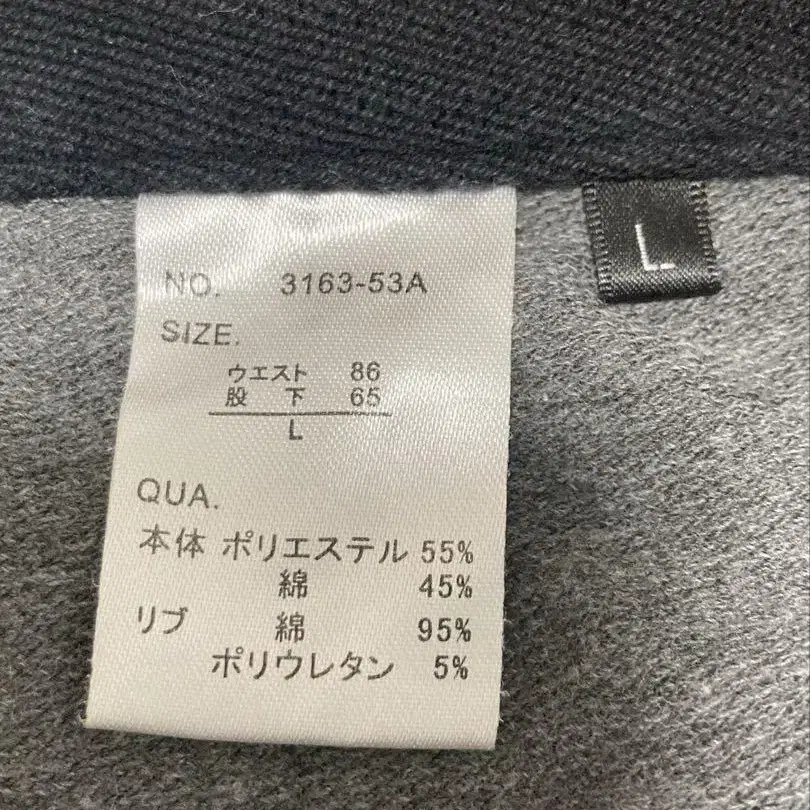 NO. 3163-53A
SIZE.
ウエスト 86
股 下 65
L
QUA.
本体 ポリエステル 55%
綿 45%
リブ 綿 95%
ポリウレタン 5%
L